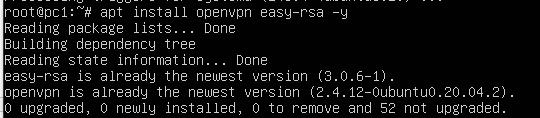 root@pc1:~# apt install openvpn easy-rsa -y
Reading package lists... Done
Building dependency tree
Reading state information... Done
easy-rsa is already the newest version (3.0.6-1).
openvpn is already the newest version (2.4.12-0ubuntu0.20.04.2).
0 upgraded, 0 newly installed, 0 to remove and 52 not upgraded.